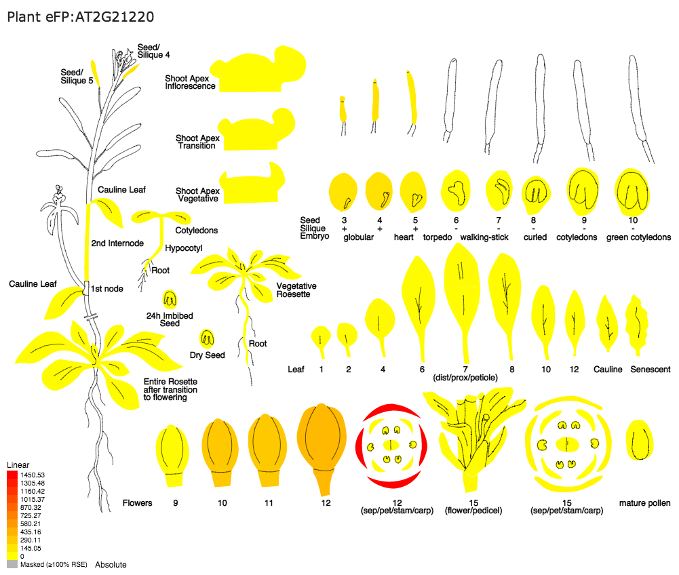 Plant eFP:AT2G21220
Seed/
Silique 4
Seed/
Silique 5
Shoot Apex
Inflorescence
Shoot Apex
Transition
Shoot Apex
Vegetative
Cauline Leaf
2nd Internode
Cotyledons
Hypocotyl
Root
Cauline Leaf
1st node
24h Imbibed
Seed
Dry Seed
Vegetative
Roesette
Root
Entire Rosette
after transition
to flowering
Seed 3 4 5 6 7 8 9 10
Silique + + + - - - - -
Embryo globular heart torpedo walking-stick curled cotyledons green cotyledons
Leaf 1 2 4 6 7 8 10 12 Cauline Senescent
(dist/prox/petiole)
Flowers 9 10 11 12 12 15 15 mature pollen
(sep/pet/stam/carp) (flower/pedicel) (sep/pet/stam/carp)
Linear
1450.53
1305.48
1160.42
1015.37
870.32
725.27
580.21
435.16
290.11
145.05
0
Masked (≥100% RSE) Absolute